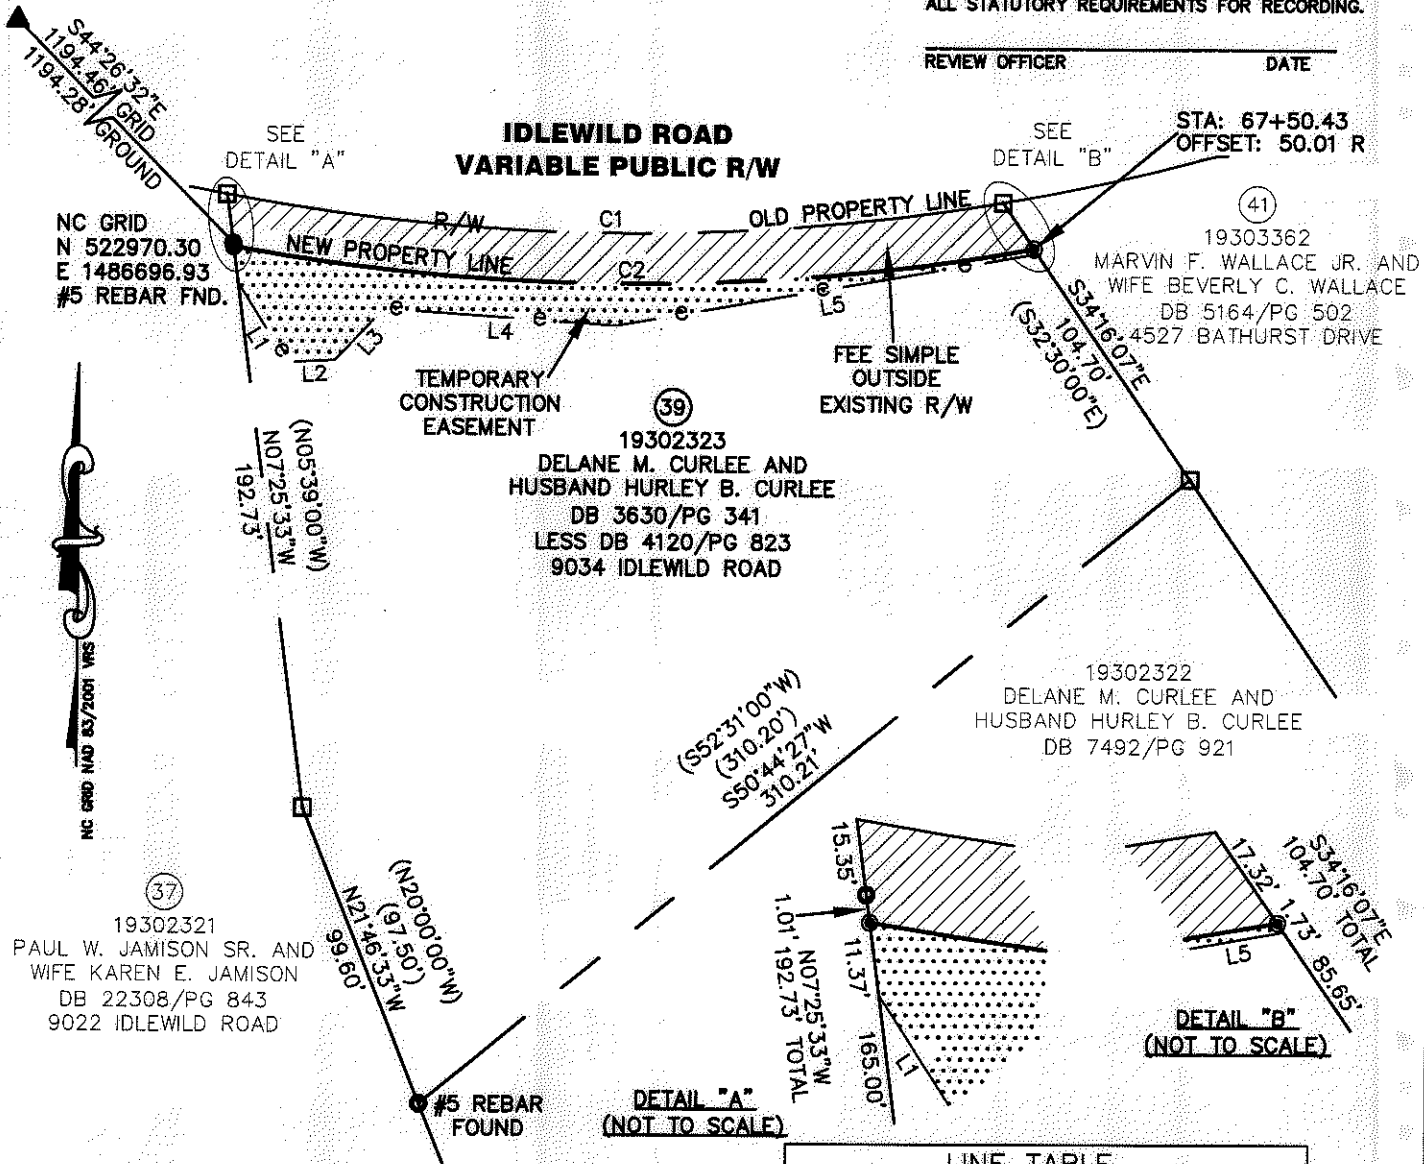 ALL STATUTORY REQUIREMENTS FOR RECORDING.
REVIEW OFFICER DATE
S44°26'32"E
1194.46' GRID
1194.28' GROUND
SEE
DETAIL "A"
IDLEWILD ROAD
VARIABLE PUBLIC R/W
SEE
DETAIL "B"
STA: 67+50.43
OFFSET: 50.01 R
NC GRID
N 522970.30
E 1486696.93
#5 REBAR FND.
R/W
C1
OLD PROPERTY LINE
NEW PROPERTY LINE
C2
41
19303362
MARVIN F. WALLACE JR. AND
WIFE BEVERLY C. WALLACE
DB 5164/PG 502
4527 BATHURST DRIVE
e
e
e
e
e
e
L1
L2
L3
L4
L5
S34°16'07"E
104.70'
(S32°30'00"E)
TEMPORARY
CONSTRUCTION
EASEMENT
FEE SIMPLE
OUTSIDE
EXISTING R/W
39
19302323
DELANE M. CURLEE AND
HUSBAND HURLEY B. CURLEE
DB 3630/PG 341
LESS DB 4120/PG 823
9034 IDLEWILD ROAD
(N05°39'00"W)
N07°25'33"W
192.73'
NC GRID NAD 83/2001 VRS
19302322
DELANE M. CURLEE AND
HUSBAND HURLEY B. CURLEE
DB 7492/PG 921
(S52°31'00"W)
(310.20')
S50°44'27"W
310.21'
37
19302321
PAUL W. JAMISON SR. AND
WIFE KAREN E. JAMISON
DB 22308/PG 843
9022 IDLEWILD ROAD
(N20°00'00"W)
(97.50')
N21°46'33"W
99.60'
#5 REBAR
FOUND
15.35'
1.01'
11.37'
165.00'
N07°25'33"W
192.73' TOTAL
L1
DETAIL "A"
(NOT TO SCALE)
S34°16'07"E
104.70' TOTAL
17.32'
1.73'
85.65'
L5
DETAIL "B"
(NOT TO SCALE)
LINE TABLE